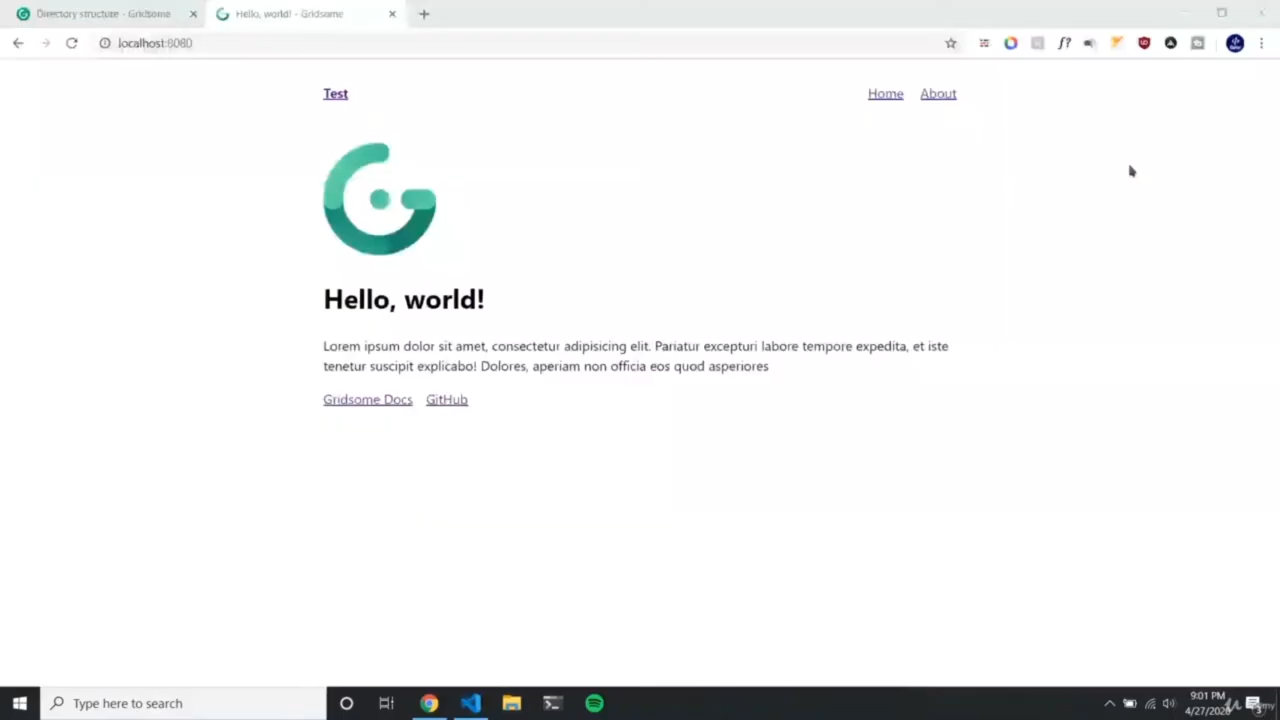 Directory structure - Gridsome
Hello, world! - Gridsome
localhost:8080
f?
Test
Home
About
Hello, world!
Lorem ipsum dolor sit amet, consectetur adipisicing elit. Pariatur excepturi labore tempore expedita, et iste
tenetur suscipit explicabo! Dolores, aperiam non officia eos quod asperiores
Gridsome Docs
GitHub
Type here to search
9:01 PM
4/27/2020